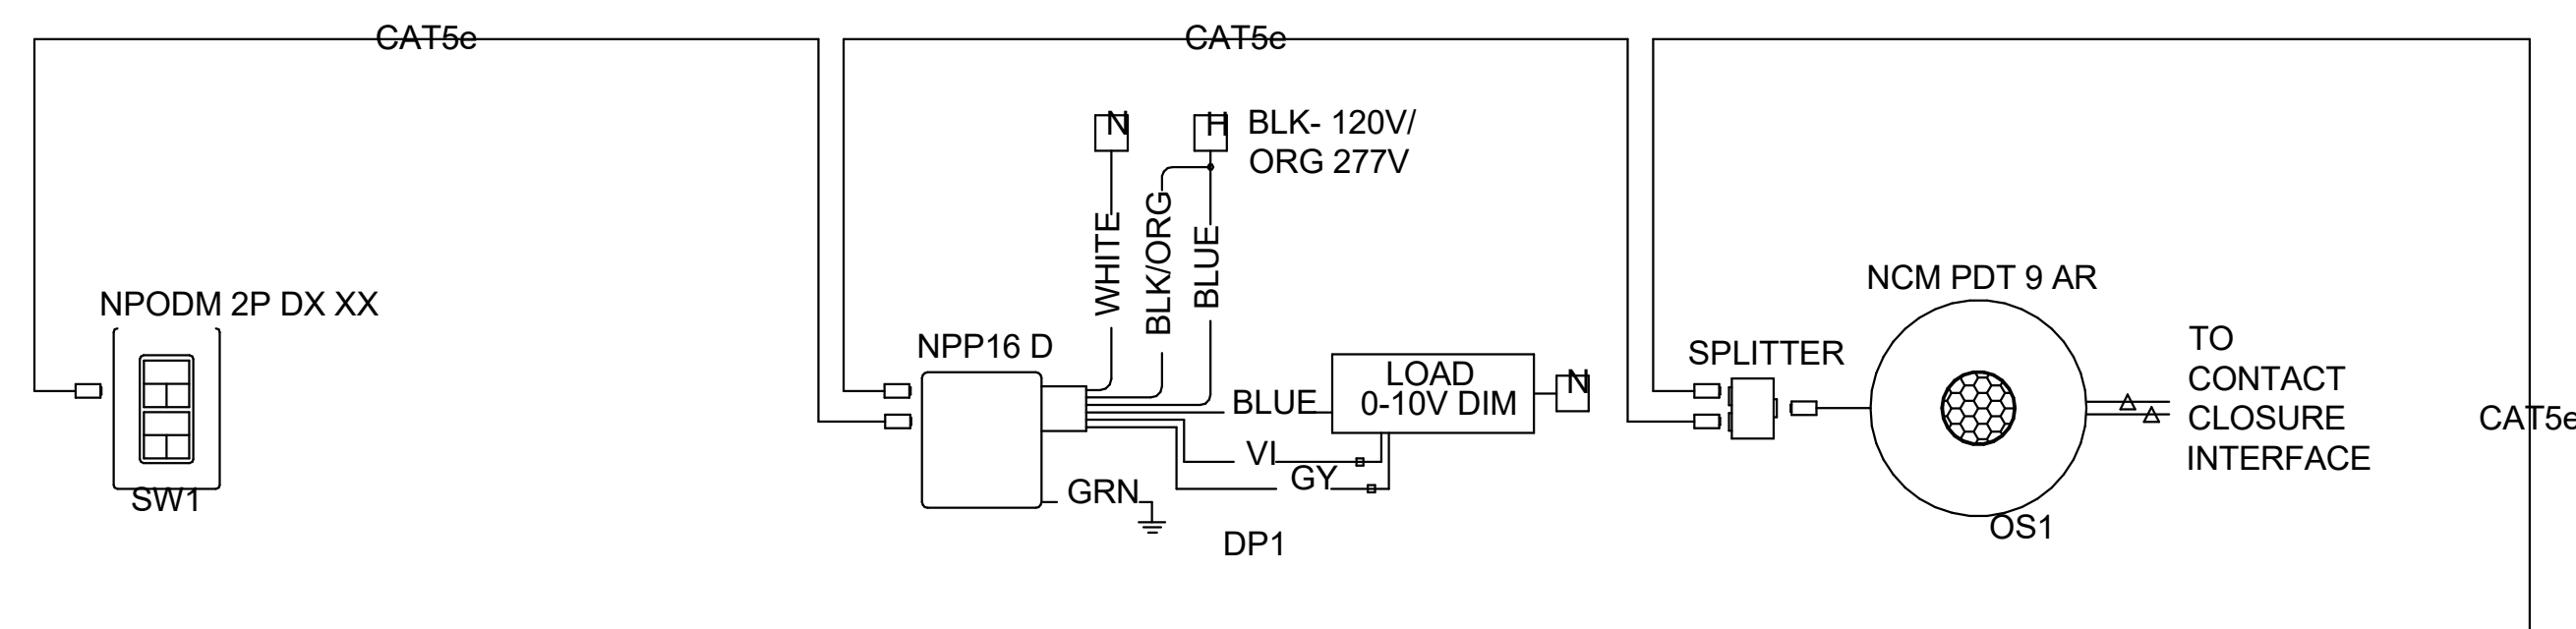 CAT5e
CAT5e
N
H
BLK- 120V/
ORG 277V
WHITE
BLK/ORG
BLUE
NPODM 2P DX XX
SW1
NPP16 D
BLUE
LOAD
0-10V DIM
N
VI
GY
GRN
DP1
SPLITTER
NCM PDT 9 AR
OS1
TO
CONTACT
CLOSURE
INTERFACE
CAT5e